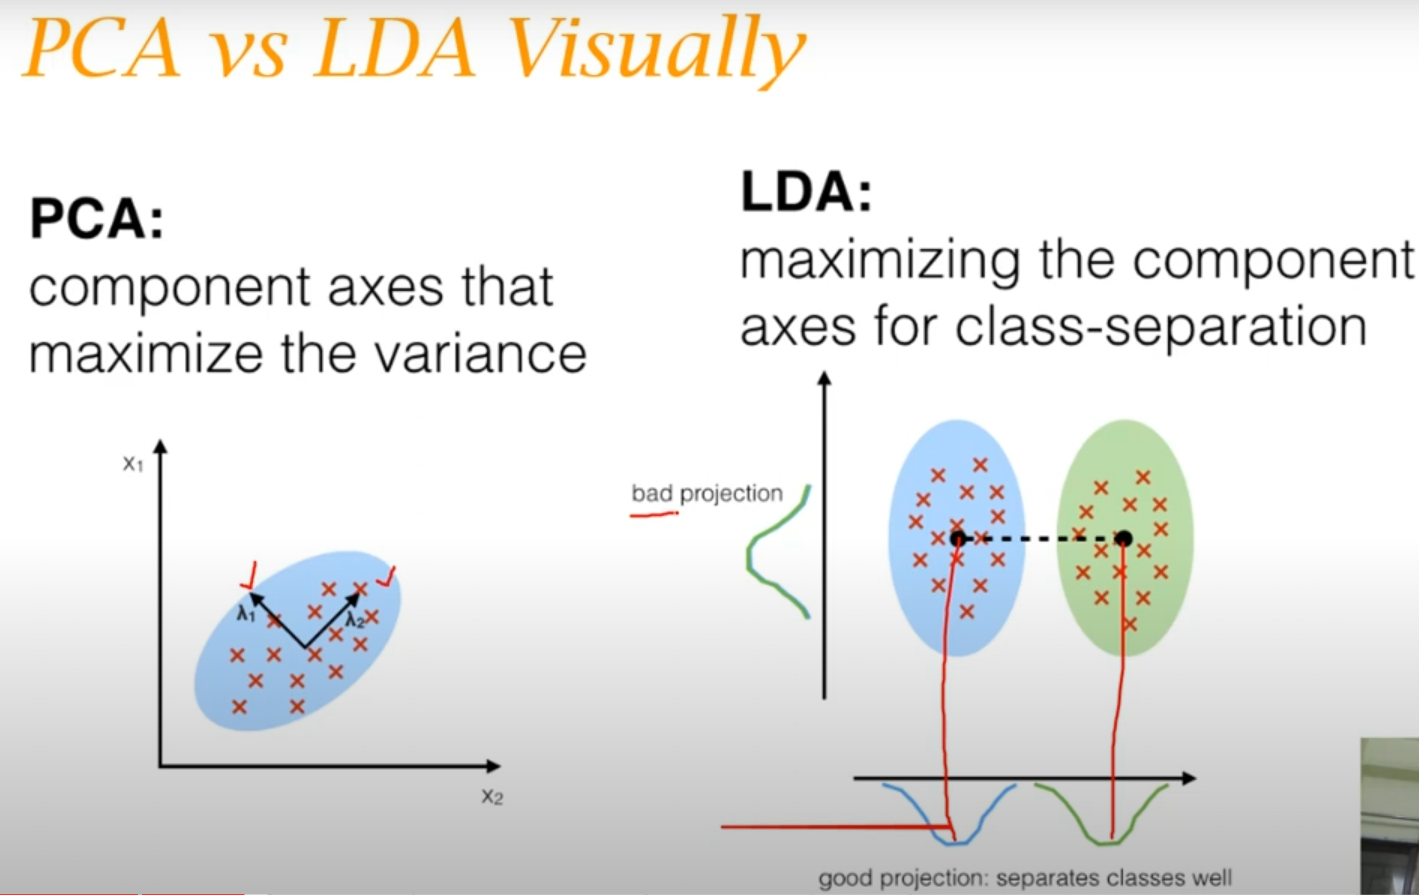 PCA vs LDA Visually
PCA:
component axes that
maximize the variance
x₁
λ₁
λ₂
x₂
LDA:
maximizing the component
axes for class-separation
bad projection
good projection: separates classes well